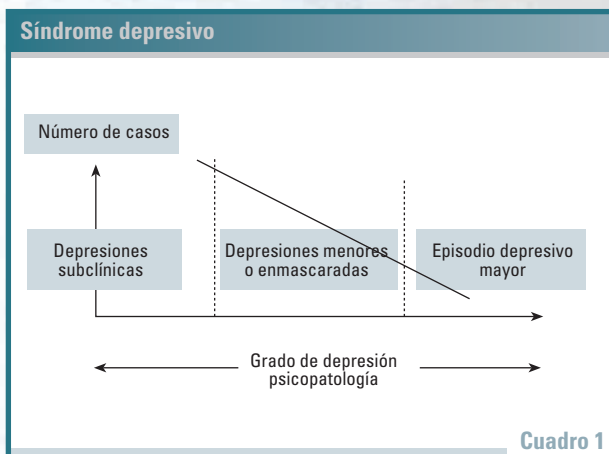 Síndrome depresivo
Número de casos
Depresiones
subclínicas
Depresiones menores
o enmascaradas
Episodio depresivo
mayor
Grado de depresión
psicopatología
Cuadro 1